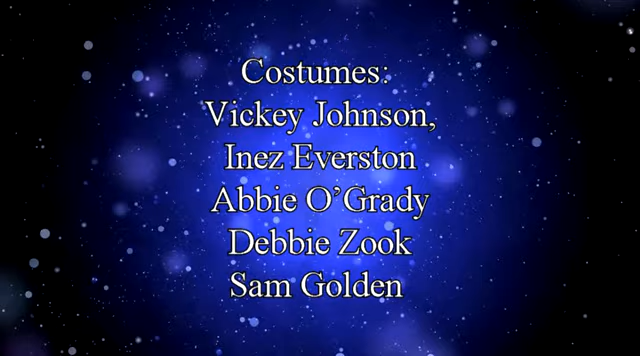 Costumes:
Vickey Johnson,
Inez Everston
Abbie O’Grady
Debbie Zook
Sam Golden